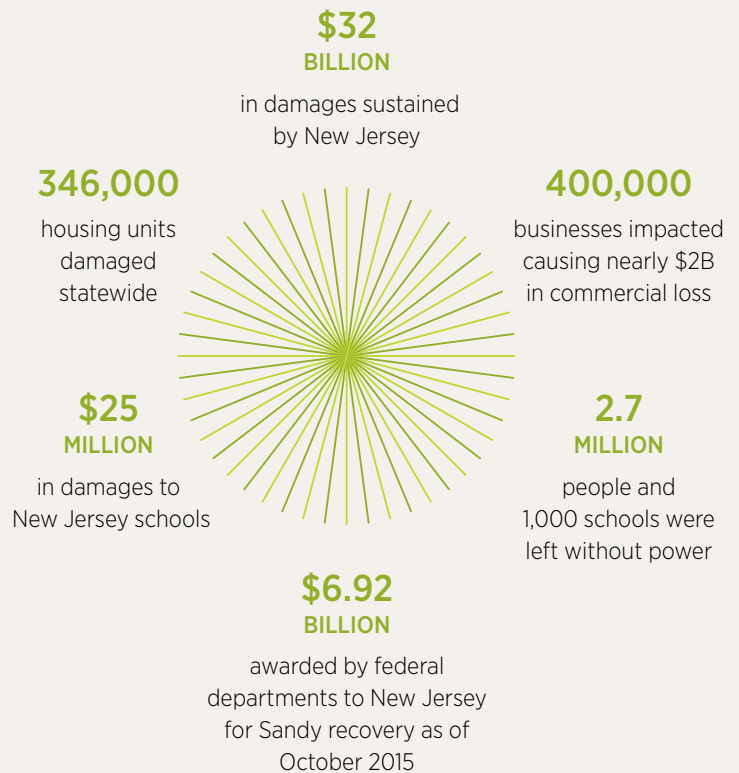 $32
BILLION
in damages sustained
by New Jersey
346,000
housing units
damaged
statewide
400,000
businesses impacted
causing nearly $2B
in commercial loss
$25
MILLION
in damages to
New Jersey schools
2.7
MILLION
people and
1,000 schools were
left without power
$6.92
BILLION
awarded by federal
departments to New Jersey
for Sandy recovery as of
October 2015